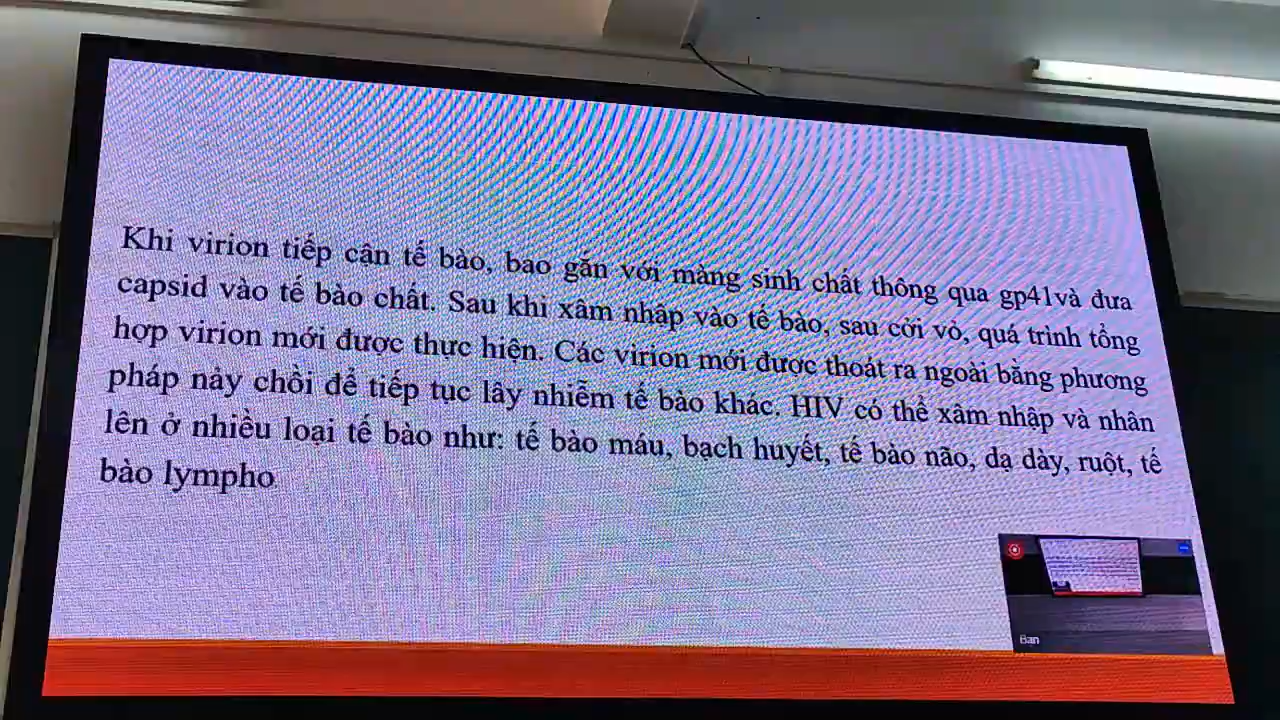 Khi virion tiếp cận tế bào, bao gắn với màng sinh chất thông qua gp41và đưa
capsid vào tế bào chất. Sau khi xâm nhâp vào tế bào, sau cởi vỏ, quá trình tổng
hợp virion mới được thực hiện. Các virion mới được thoát ra ngoài bằng phương
pháp nảy chồi để tiếp tục lây nhiễm tế bào khác. HIV có thể xâm nhập và nhân
lên ở nhiều loại tế bào như: tế bào máu, bạch huyết, tế bào não, dạ dày, ruột, tế
bào lympho
Bạn